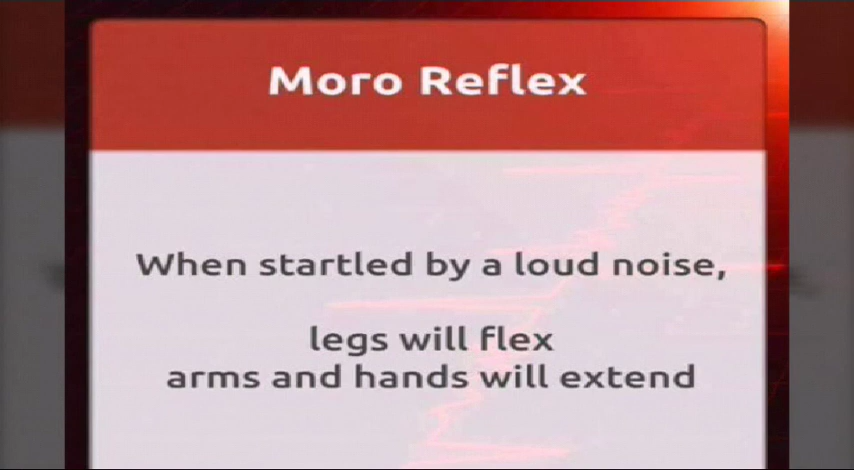 Moro Reflex
When startled by a loud noise,
legs will flex
arms and hands will extend